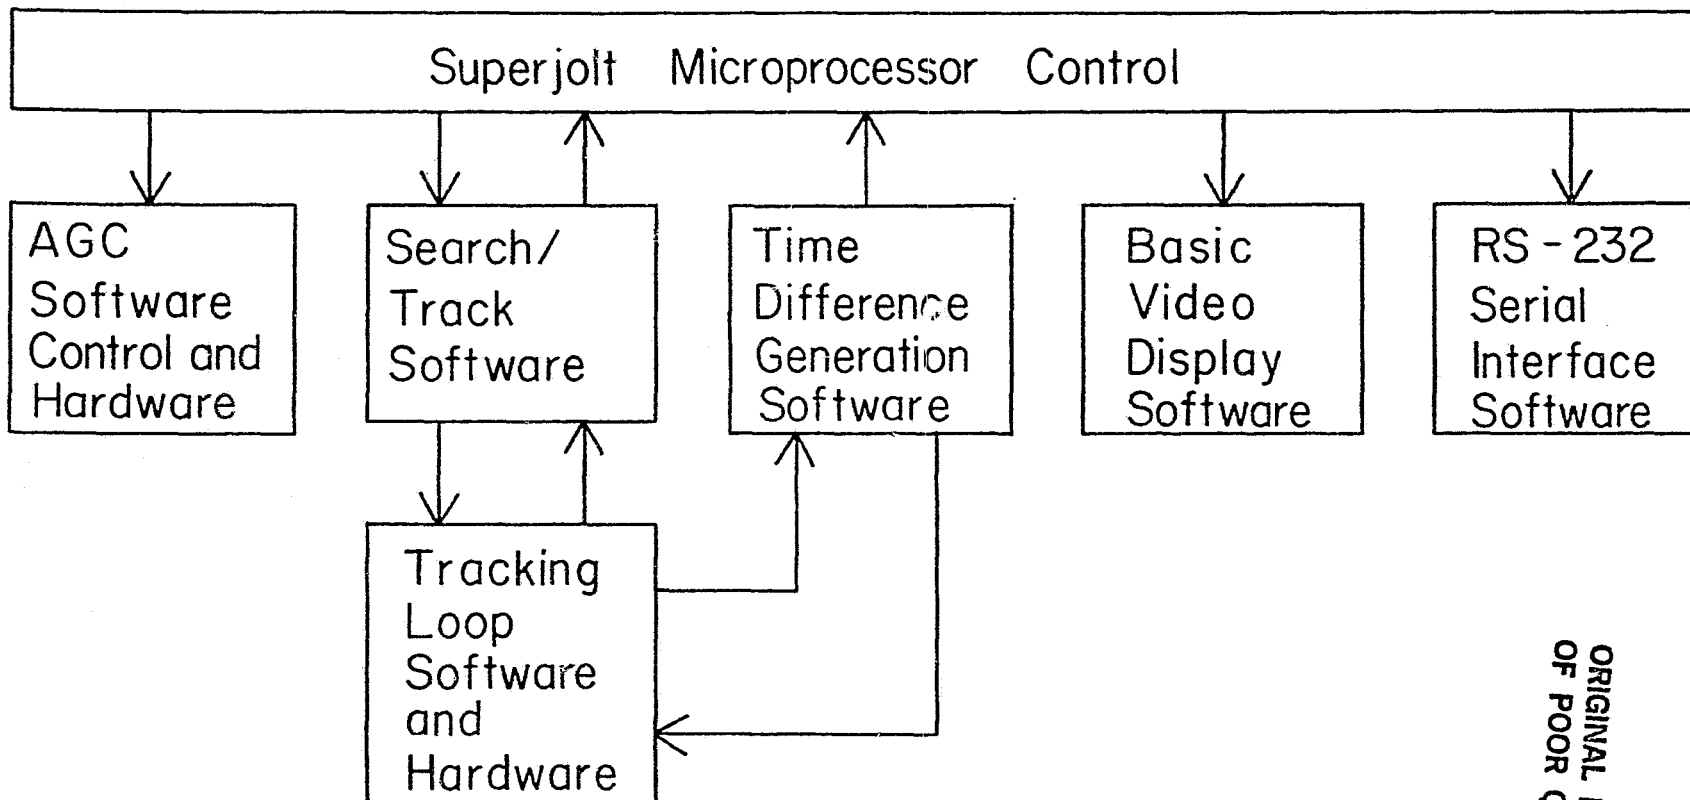 Superjolt Microprocessor Control
AGC
Software
Control and
Hardware
Search/
Track
Software
Time
Difference
Generation
Software
Basic
Video
Display
Software
RS-232
Serial
Interface
Software
Tracking
Loop
Software
and
Hardware
ORIGINAL
OF POOR